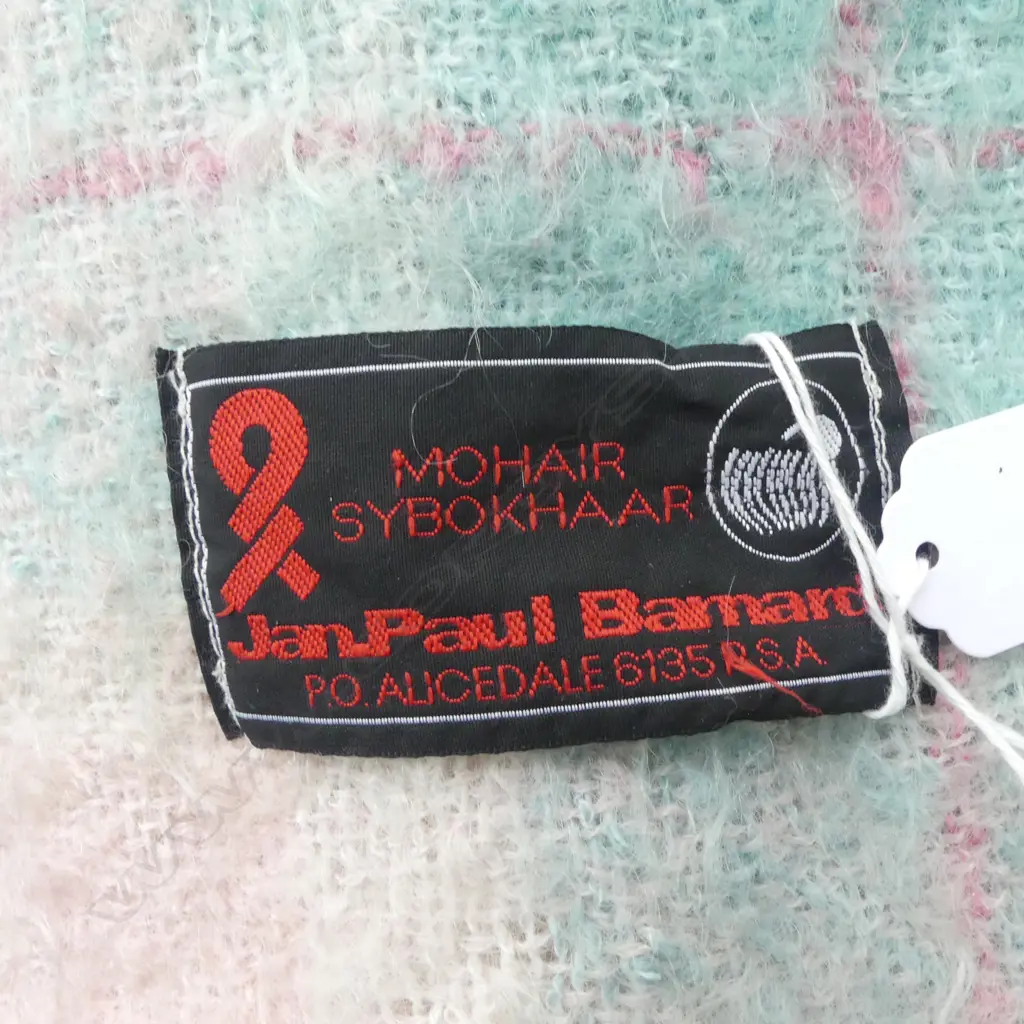 MOHAIR
SYBOKHAAR
Jan Paul Barnard
P.O. ALICEDALE 6135 R.S.A.